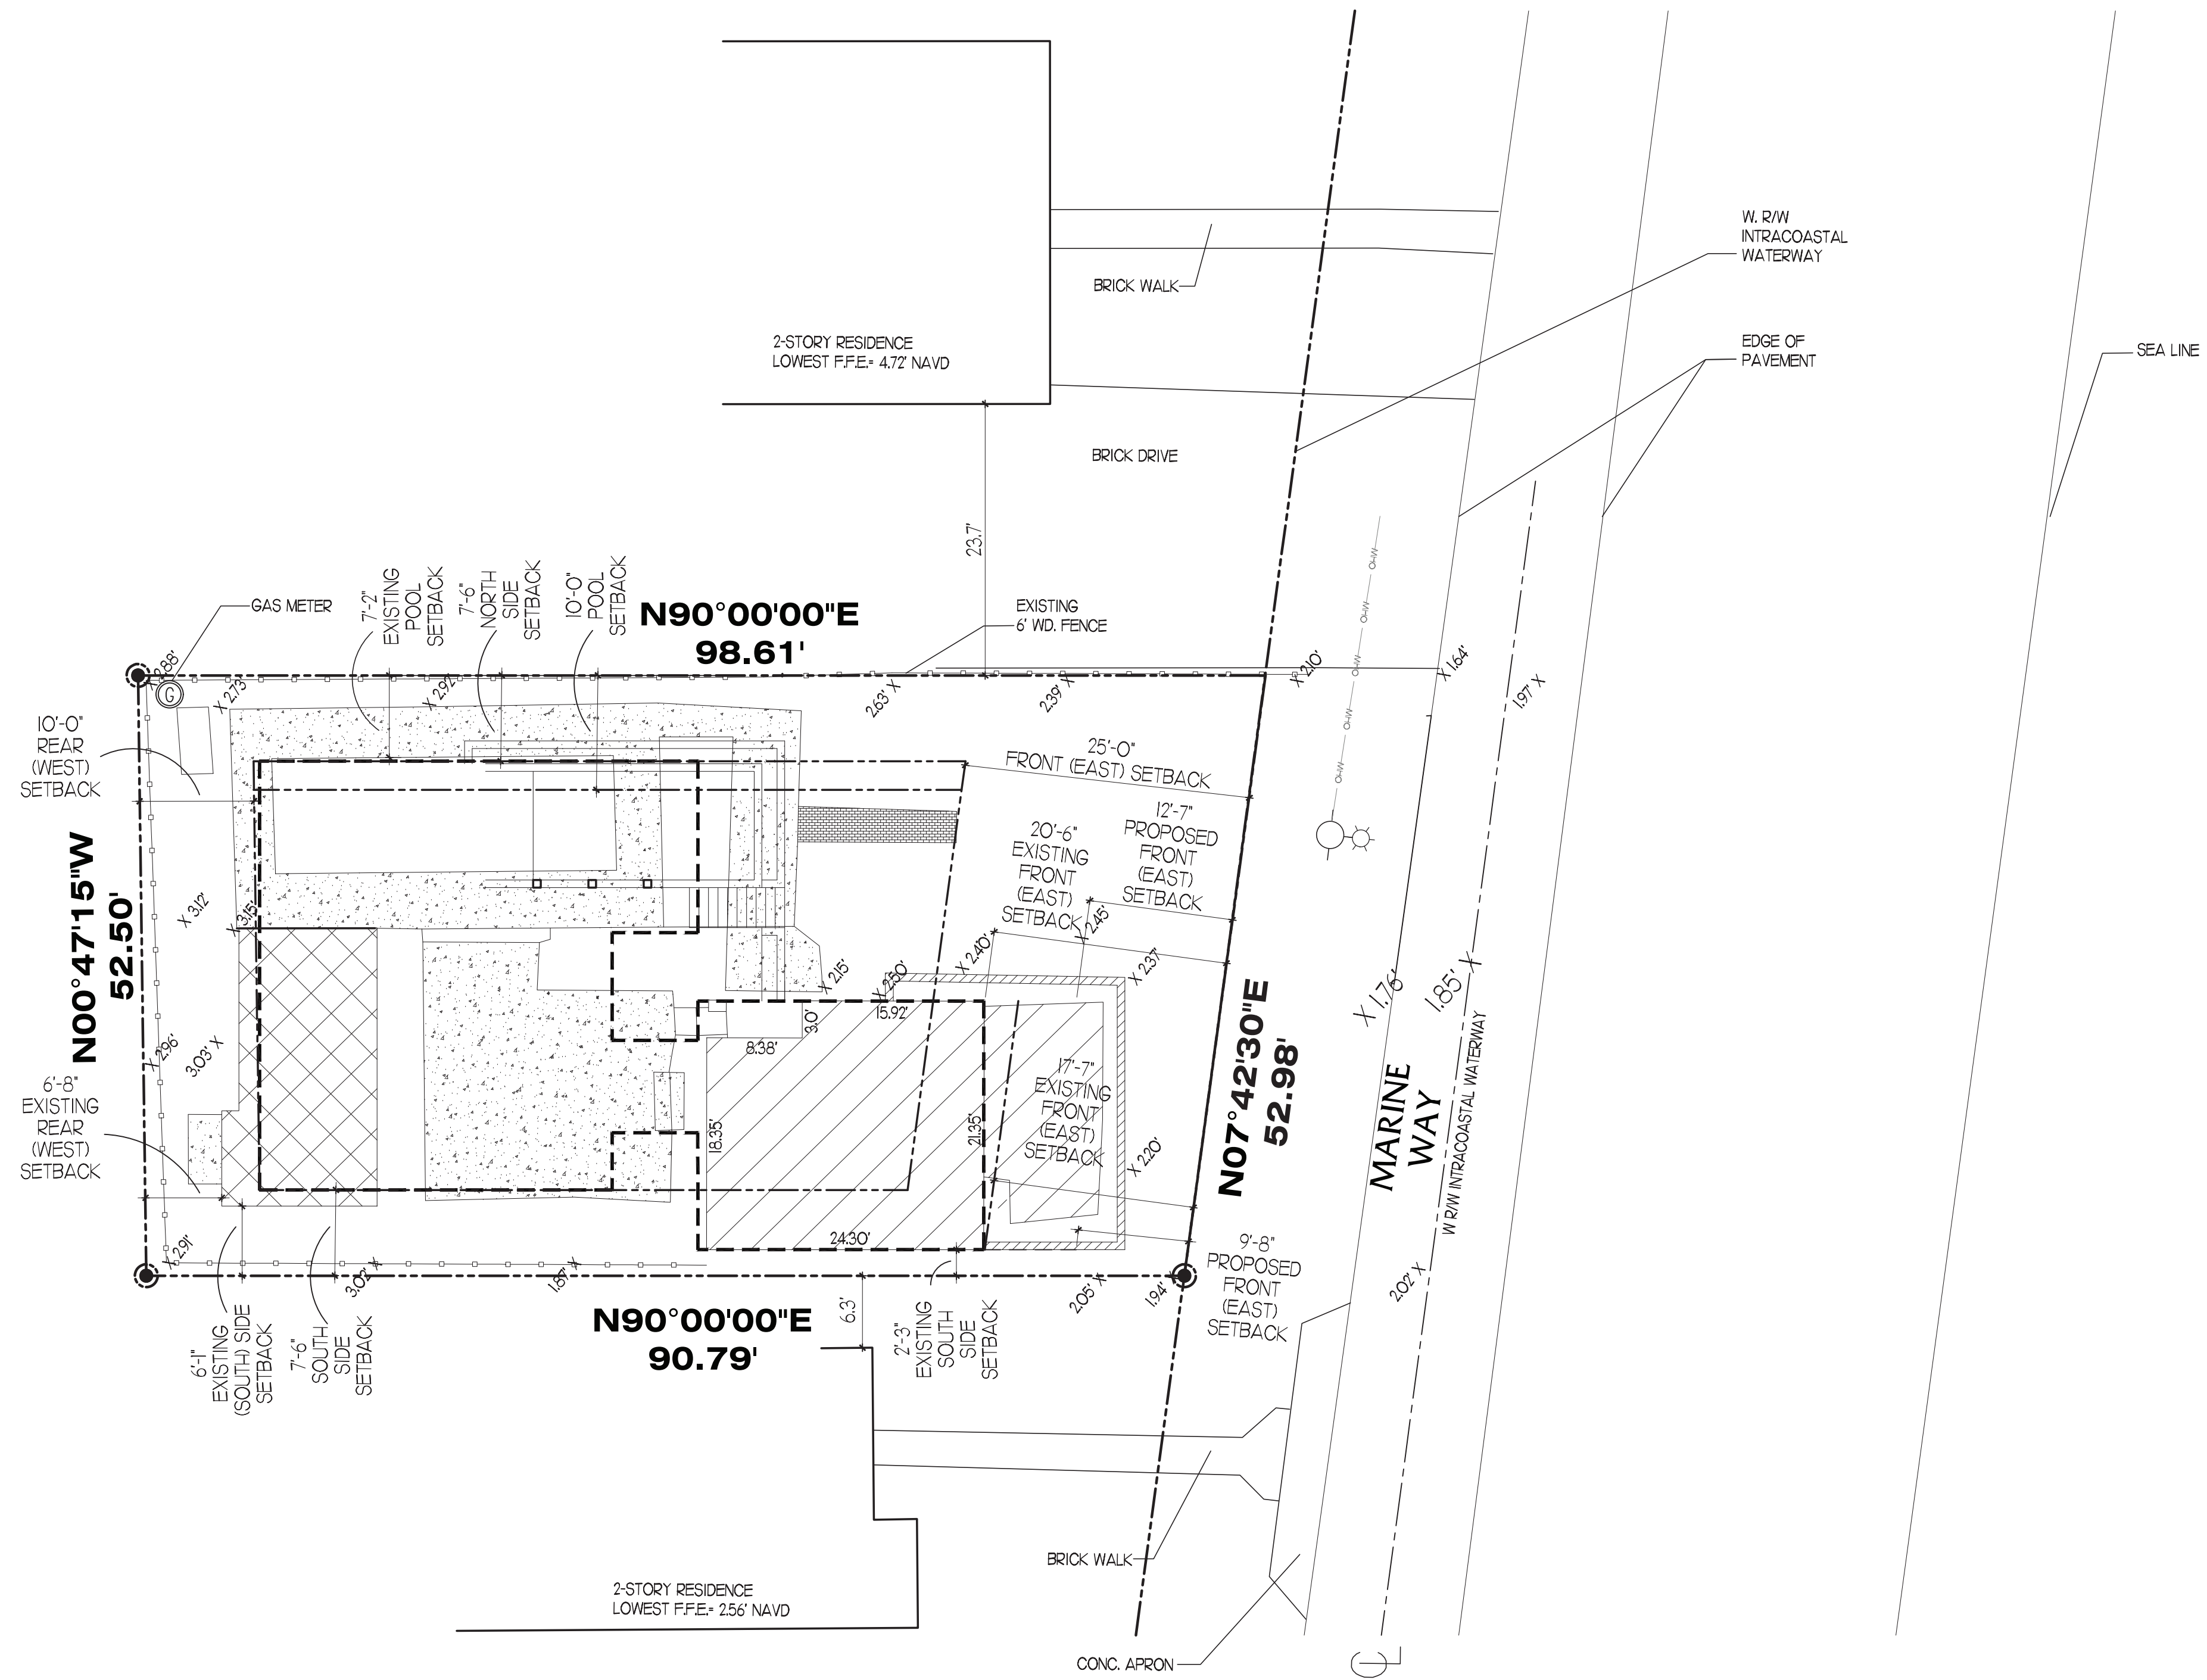 W. R/W
INTRACOASTAL
WATERWAY
BRICK WALK
2-STORY RESIDENCE
LOWEST F.F.E.= 4.72' NAVD
EDGE OF
PAVEMENT
SEA LINE
BRICK DRIVE
23.7'
OHW
OHW
OHW
OHW
OHW
GAS METER
7'-2"
EXISTING
POOL
SETBACK
7'-6"
NORTH
SIDE
SETBACK
10'-0"
POOL
SETBACK
N90°00'00"E
98.61'
EXISTING
6' WD. FENCE
X 2.88'
G
X 2.73'
X 2.92'
2.63' X
2.39' X
X 2.10'
X 1.64'
1.97' X
10'-0"
REAR
(WEST)
SETBACK
25'-0"
FRONT (EAST) SETBACK
12'-7"
PROPOSED
FRONT
(EAST)
SETBACK
20'-6"
EXISTING
FRONT
(EAST)
SETBACK
N00°47'15"W
52.50'
X 3.12'
X 3.15'
X 2.45'
X 2.40'
X 2.37'
X 2.15'
X 2.50'
15.92'
3.0'
8.38'
X 1.76'
1.85' X
X 2.96'
3.03' X
6'-8"
EXISTING
REAR
(WEST)
SETBACK
17'-7"
EXISTING
FRONT
(EAST)
SETBACK
18.35'
21.35'
X 2.20'
N07°42'30"E
52.98'
MARINE
WAY
W R/W INTRACOASTAL WATERWAY
24.30'
X 2.91'
3.02' X
1.87' X
2.05' X
1.94' X
9'-8"
PROPOSED
FRONT
(EAST)
SETBACK
2.02' X
6'-1"
EXISTING
(SOUTH) SIDE
SETBACK
7'-6"
SOUTH
SIDE
SETBACK
N90°00'00"E
90.79'
6.3'
2'-3"
EXISTING
SOUTH
SIDE
SETBACK
BRICK WALK
2-STORY RESIDENCE
LOWEST F.F.E.= 2.56' NAVD
CONC. APRON
CL